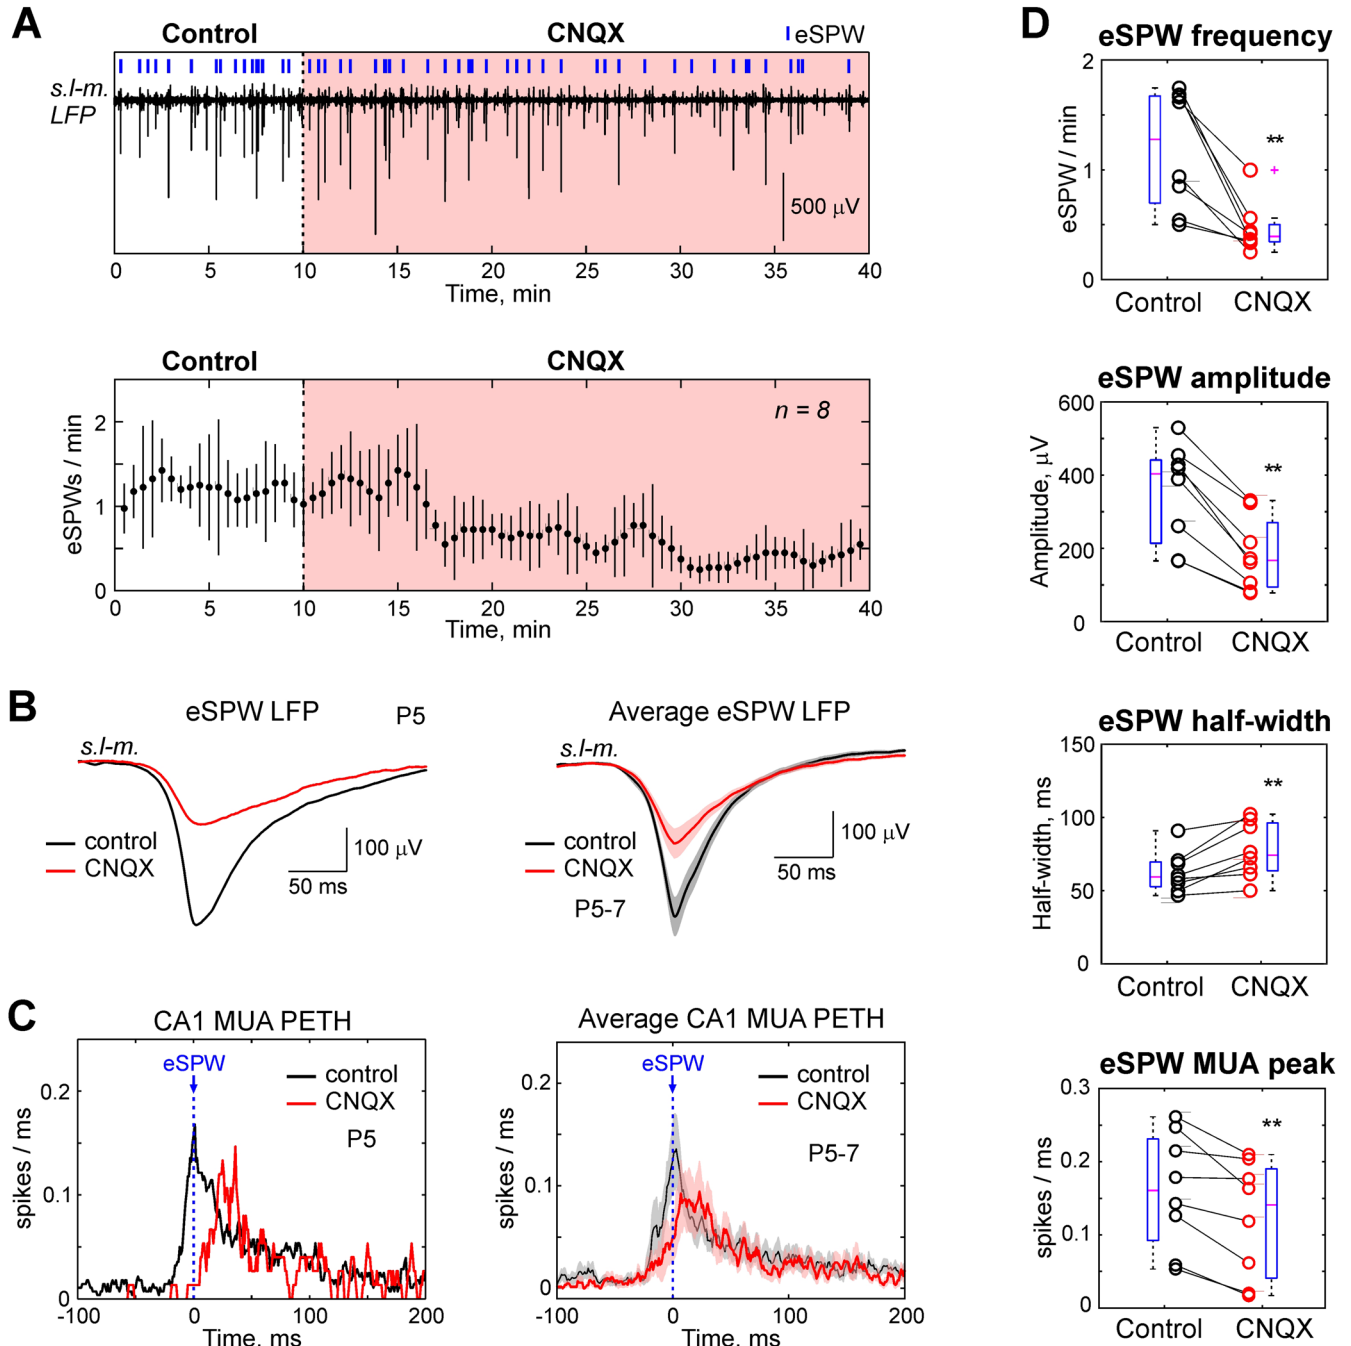 A
Control
CNQX
eSPW
s.l-m.
LFP
500 µV
0 5 10 15 20 25 30 35 40
Time, min
Control
CNQX
n = 8
eSPWs / min
2
1
0
0 5 10 15 20 25 30 35 40
Time, min
B
eSPW LFP
P5
s.l-m.
control
CNQX
100 µV
50 ms
Average eSPW LFP
s.l-m.
control
CNQX
P5-7
100 µV
50 ms
C
CA1 MUA PETH
eSPW
control
CNQX
P5
spikes / ms
0.2
0.1
0
-100 0 100 200
Time, ms
Average CA1 MUA PETH
eSPW
control
CNQX
P5-7
spikes / ms
0.2
0.1
0
-100 0 100 200
Time, ms
D
eSPW frequency
eSPW / min
2
1
0
**
Control CNQX
eSPW amplitude
Amplitude, µV
600
400
200
0
**
Control CNQX
eSPW half-width
Half-width, ms
150
100
50
0
**
Control CNQX
eSPW MUA peak
spikes / ms
0.3
0.2
0.1
0
**
Control CNQX